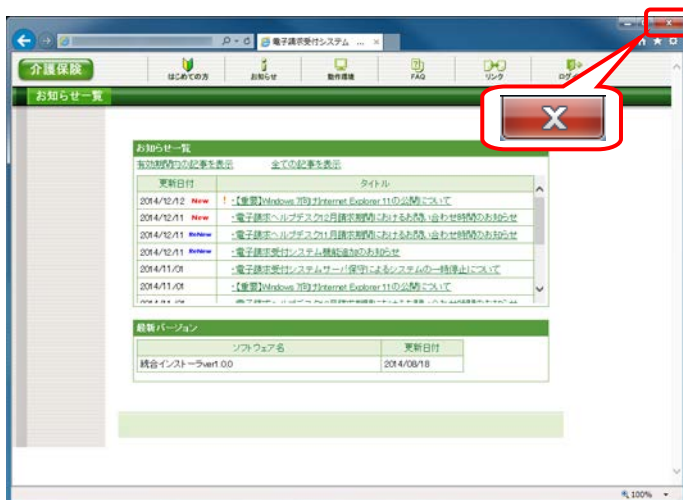 電子請求受付システム ...
介護保険
はじめての方
お知らせ
動作環境
FAQ
リンク
お知らせ一覧
お知らせ一覧
有効期間内の記事を表示 全ての記事を表示
更新日付 タイトル
2014/12/12 New ! ・【重要】Windows 7向けInternet Explorer 11の公開について
2014/12/11 New ・電子請求ヘルプデスク12月請求期間におけるお問い合わせ時間のお知らせ
2014/12/11 ReNew ・電子請求ヘルプデスク11月請求期間におけるお問い合わせ時間のお知らせ
2014/12/11 ReNew ・電子請求受付システム機能追加のお知らせ
2014/11/01 ・電子請求受付システムサーバ保守によるシステムの一時停止について
2014/11/01 ・【重要】Windows 7向けInternet Explorer 11の公開について
最新バージョン
ソフトウェア名 更新日付
統合インストーラver1.0.0 2014/08/18
100%